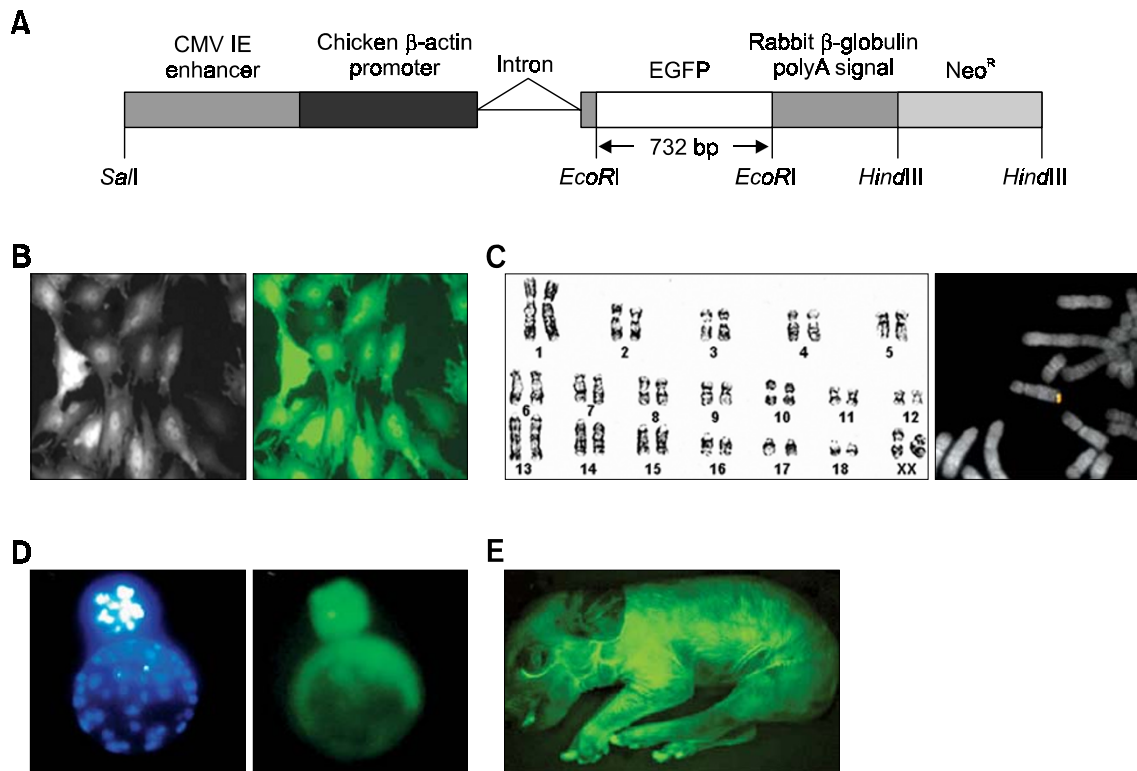 A
CMV IE
enhancer
Chicken β-actin
promoter
Intron
EGFP
Rabbit β-globulin
polyA signal
Neo^R
732 bp
SalI
EcoRI
EcoRI
HindIII
HindIII
B
C
1 2 3 4 5
6 7 8 9 10 11 12
13 14 15 16 17 18 XX
D
E